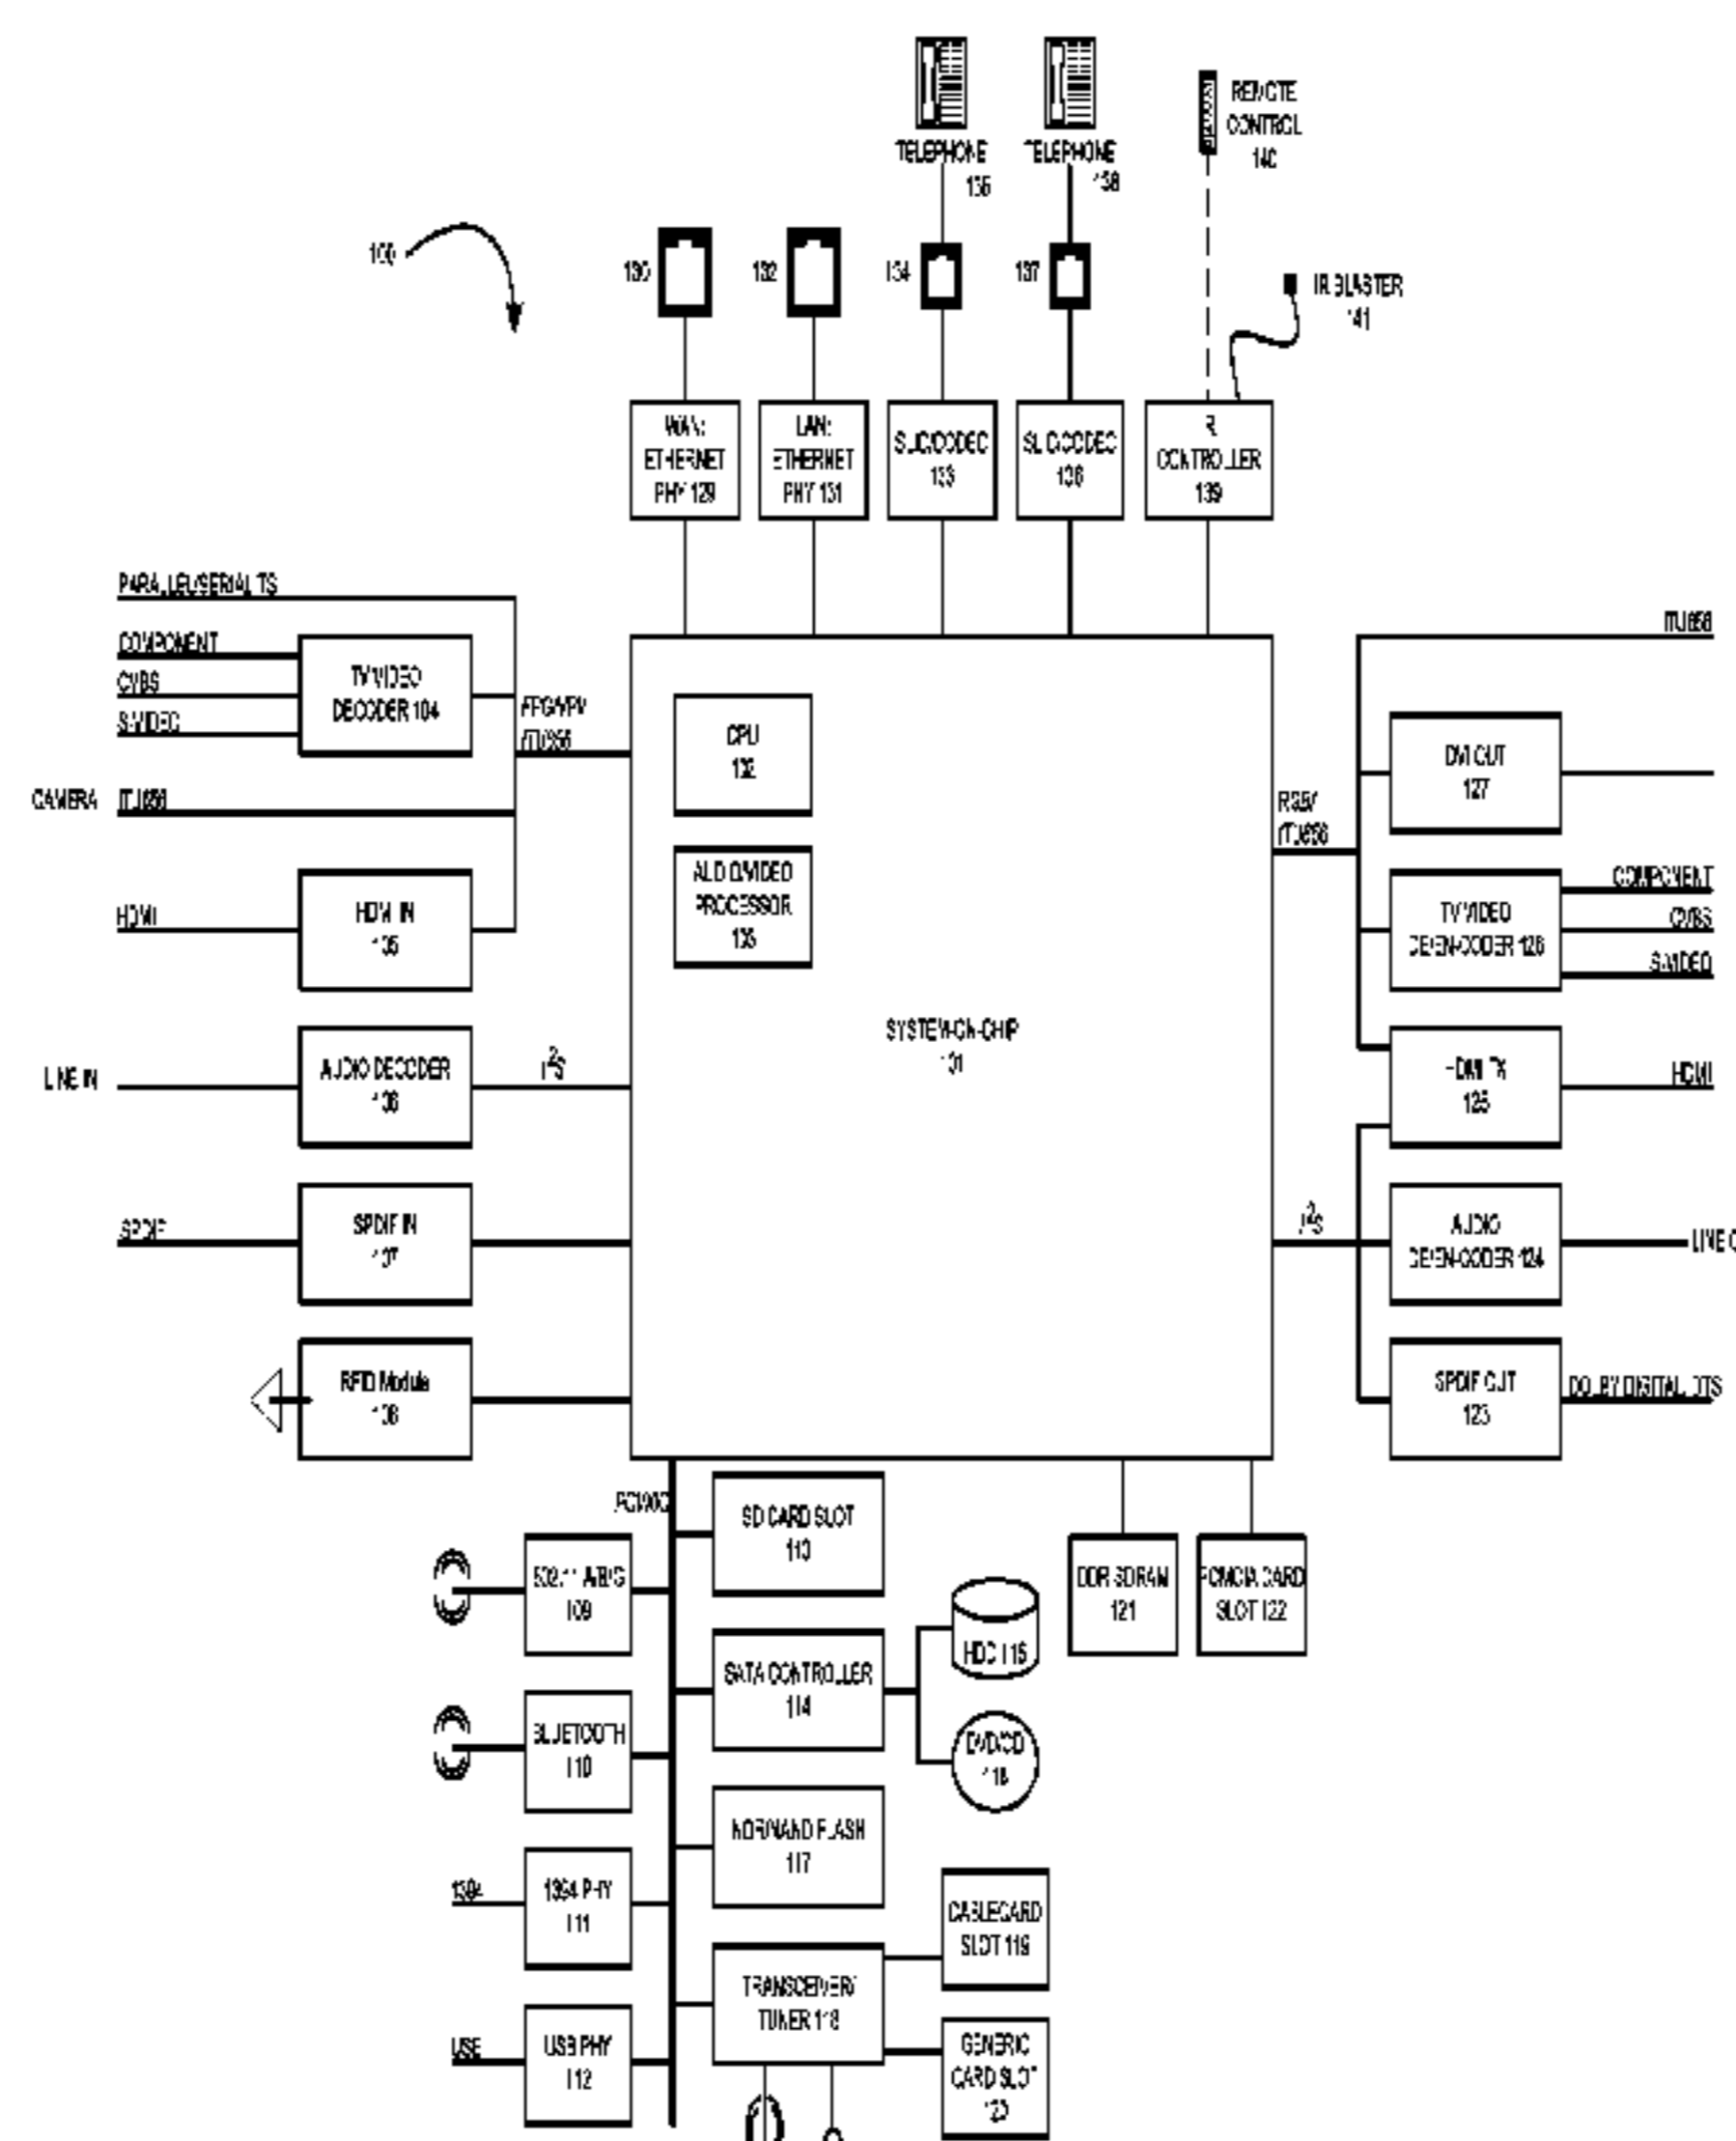 REMOTE
CONTROL
140
TELEPHONE
135
TELEPHONE
138
100
130
132
134
137
IR BLASTER
141
WAN:
ETHERNET
PHY 129
LAN:
ETHERNET
PHY 131
SLIC/CODEC
133
SLIC/CODEC
136
IR
CONTROLLER
139
PARALLEL/SERIAL TS
COMPONENT
CVBS
S-VIDEO
TV VIDEO
DECODER 104
/ITU656
CPU
102
ITU656
DVI OUT
127
CAMERA ITU656
RGB/
ITU656
AUDIO/VIDEO
PROCESSOR
103
HDMI
HDMI IN
105
TV VIDEO
DE/EN-CODER 126
COMPONENT
CVBS
S-VIDEO
SYSTEM-ON-CHIP
101
LINE IN
AUDIO DECODER
106
I2S
HDMI TX
125
HDMI
SPDIF
SPDIF IN
107
I2S
AUDIO
DE/EN-CODER 124
LINE O
RFID Module
108
SPDIF OUT
123
DOLBY DIGITAL, DTS
SD CARD SLOT
113
802.11 A/B/G
109
DDR SDRAM
121
PCMCIA CARD
SLOT 122
SATA CONTROLLER
114
HDD 115
BLUETOOTH
110
DVD/CD
116
NOR/NAND FLASH
117
1394
1394 PHY
111
CABLECARD
SLOT 119
TRANSCEIVER/
TUNER 118
USB
USB PHY
112
GENERIC
CARD SLOT
120